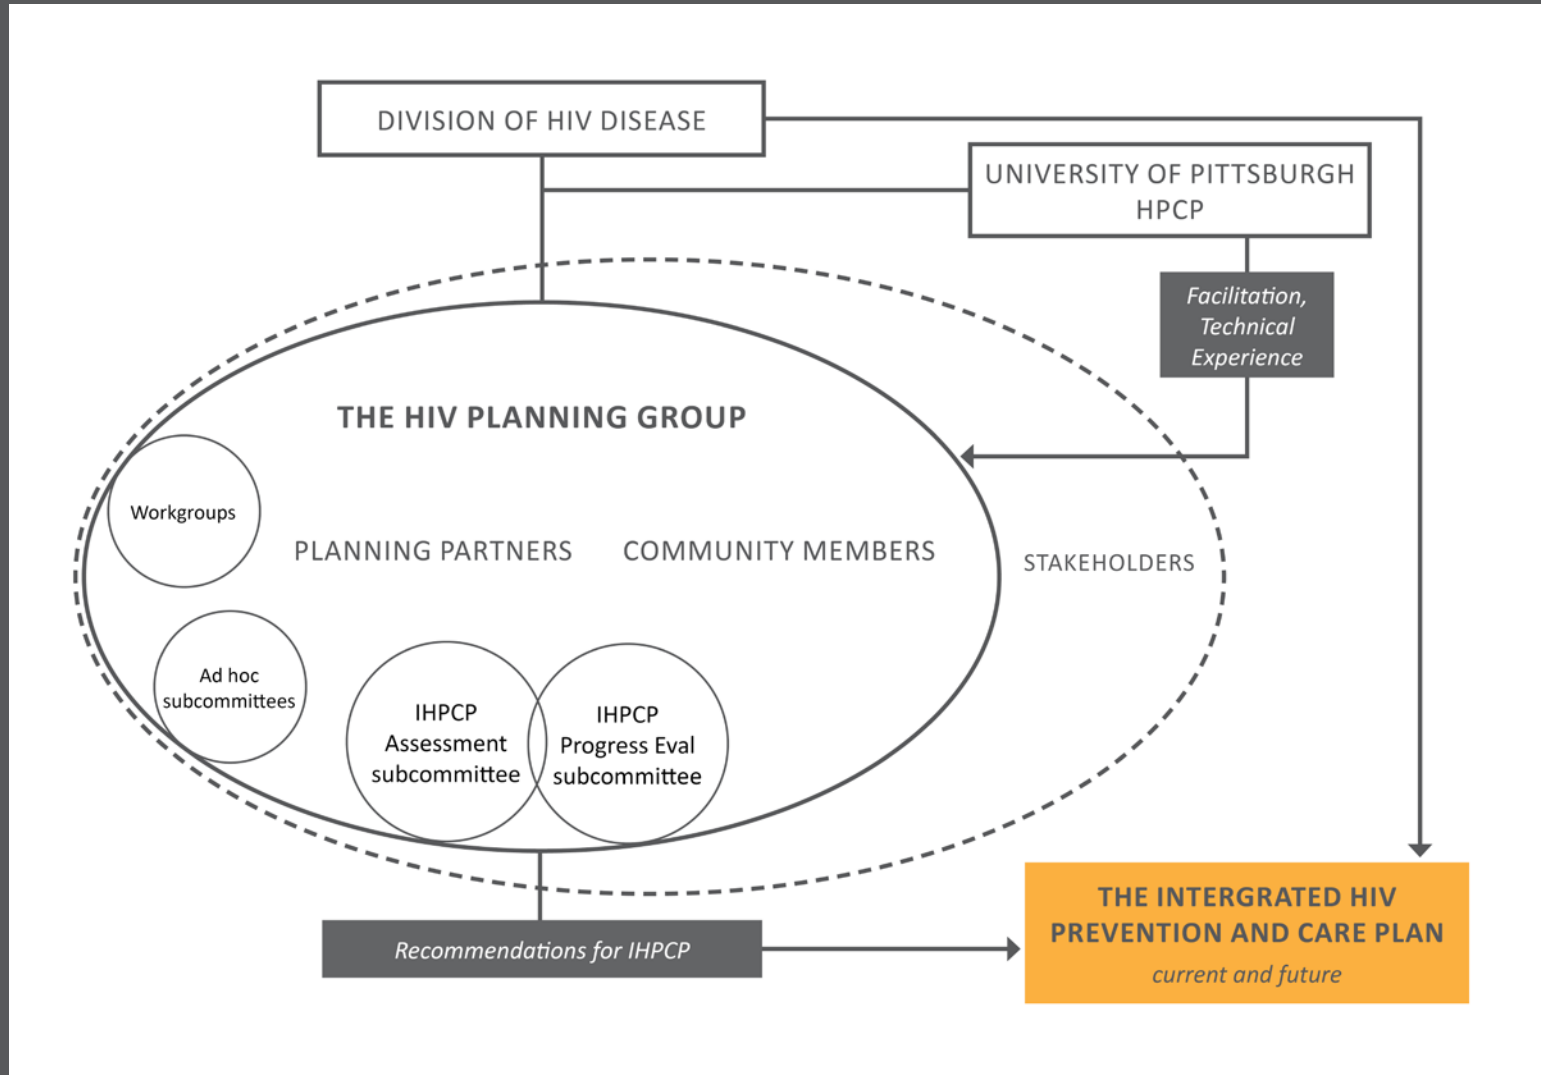 DIVISION OF HIV DISEASE
UNIVERSITY OF PITTSBURGH
HPCP
Facilitation,
Technical
Experience
THE HIV PLANNING GROUP
Workgroups
PLANNING PARTNERS
COMMUNITY MEMBERS
STAKEHOLDERS
Ad hoc
subcommittees
IHPCP
Assessment
subcommittee
IHPCP
Progress Eval
subcommittee
Recommendations for IHPCP
THE INTERGRATED HIV
PREVENTION AND CARE PLAN
current and future